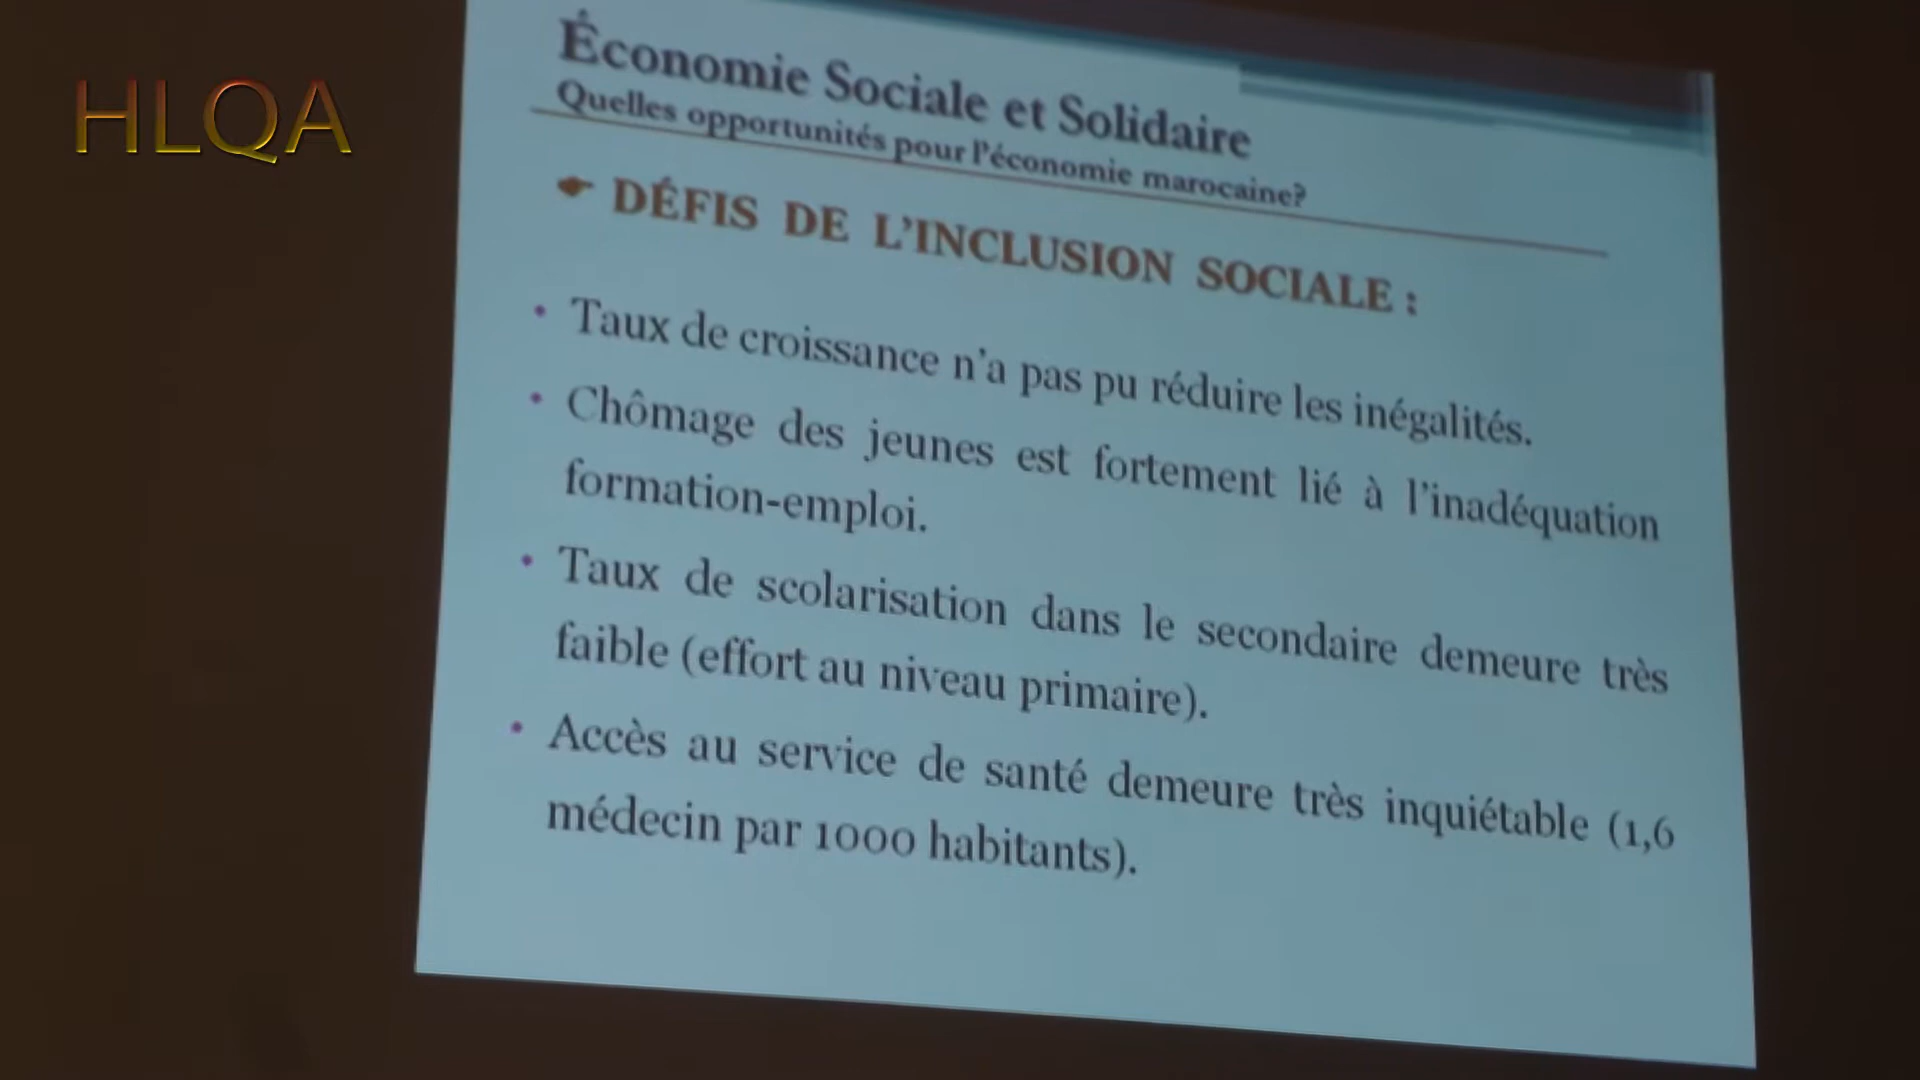 HLQA
Économie Sociale et Solidaire
Quelles opportunités pour l'économie marocaine?
☛ DÉFIS DE L'INCLUSION SOCIALE :
• Taux de croissance n'a pas pu réduire les inégalités.
• Chômage des jeunes est fortement lié à l'inadéquation
formation-emploi.
• Taux de scolarisation dans le secondaire demeure très
faible (effort au niveau primaire).
• Accès au service de santé demeure très inquiétable (1,6
médecin par 1000 habitants).